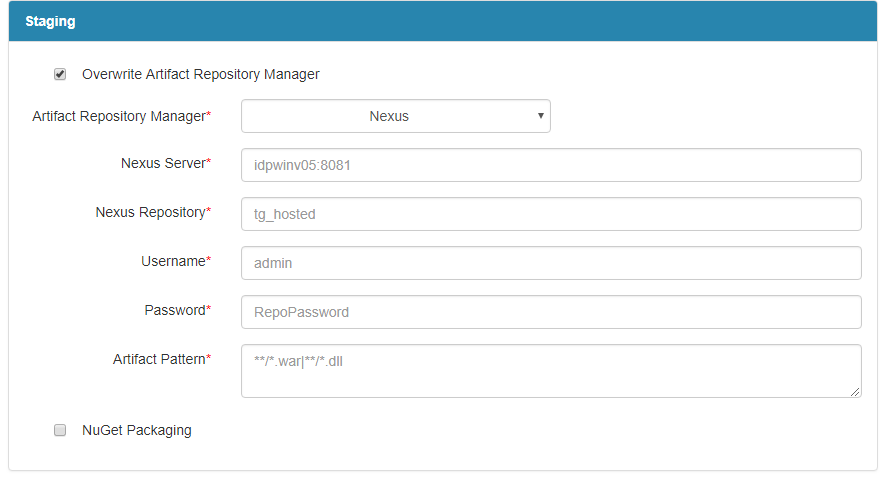 Staging
Overwrite Artifact Repository Manager
Artifact Repository Manager* Nexus
Nexus Server* idpwinv05:8081
Nexus Repository* tg_hosted
Username* admin
Password* RepoPassword
Artifact Pattern* **/*.war|**/*.dll
NuGet Packaging